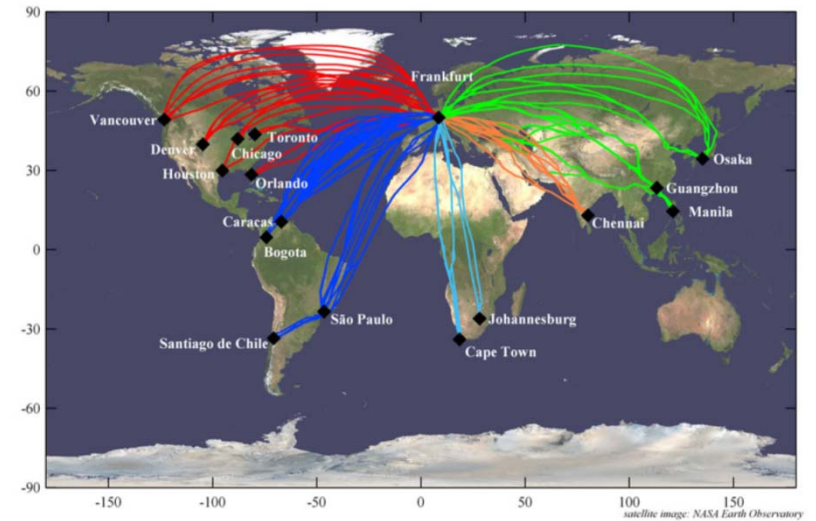 90
60
30
0
-30
-60
-90
Frankfurt
Vancouver
Toronto
Denver
Chicago
Osaka
Houston
Orlando
Guangzhou
Manila
Caracas
Chennai
Bogota
São Paulo
Johannesburg
Santiago de Chile
Cape Town
-150 -100 -50 0 50 100 150
satellite image: NASA Earth Observatory